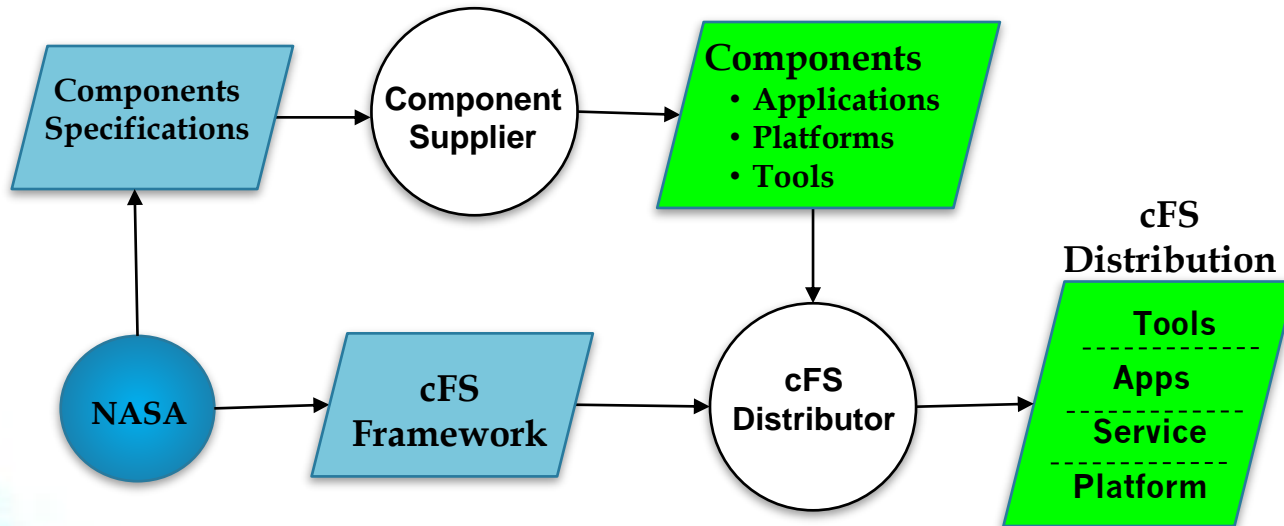 Components
Specifications
Component
Supplier
Components
• Applications
• Platforms
• Tools
cFS
Distribution
NASA
cFS
Framework
cFS
Distributor
Tools
Apps
Service
Platform